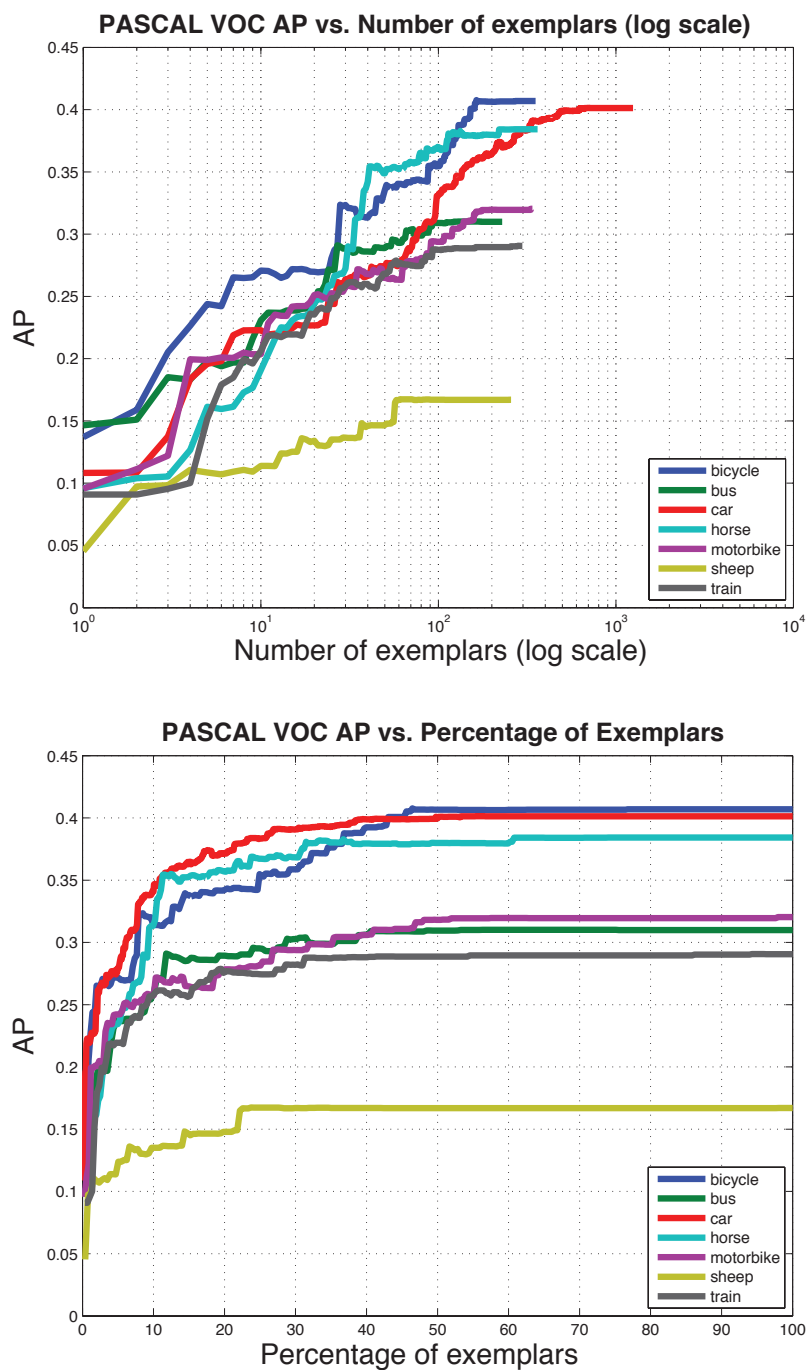 PASCAL VOC AP vs. Number of exemplars (log scale)
0.45
0.4
0.35
0.3
0.25
0.2
0.15
0.1
0.05
0
AP
bicycle
bus
car
horse
motorbike
sheep
train
10^0 10^1 10^2 10^3 10^4
Number of exemplars (log scale)
PASCAL VOC AP vs. Percentage of Exemplars
0.45
0.4
0.35
0.3
0.25
0.2
0.15
0.1
0.05
0
AP
bicycle
bus
car
horse
motorbike
sheep
train
0 10 20 30 40 50 60 70 80 90 100
Percentage of exemplars